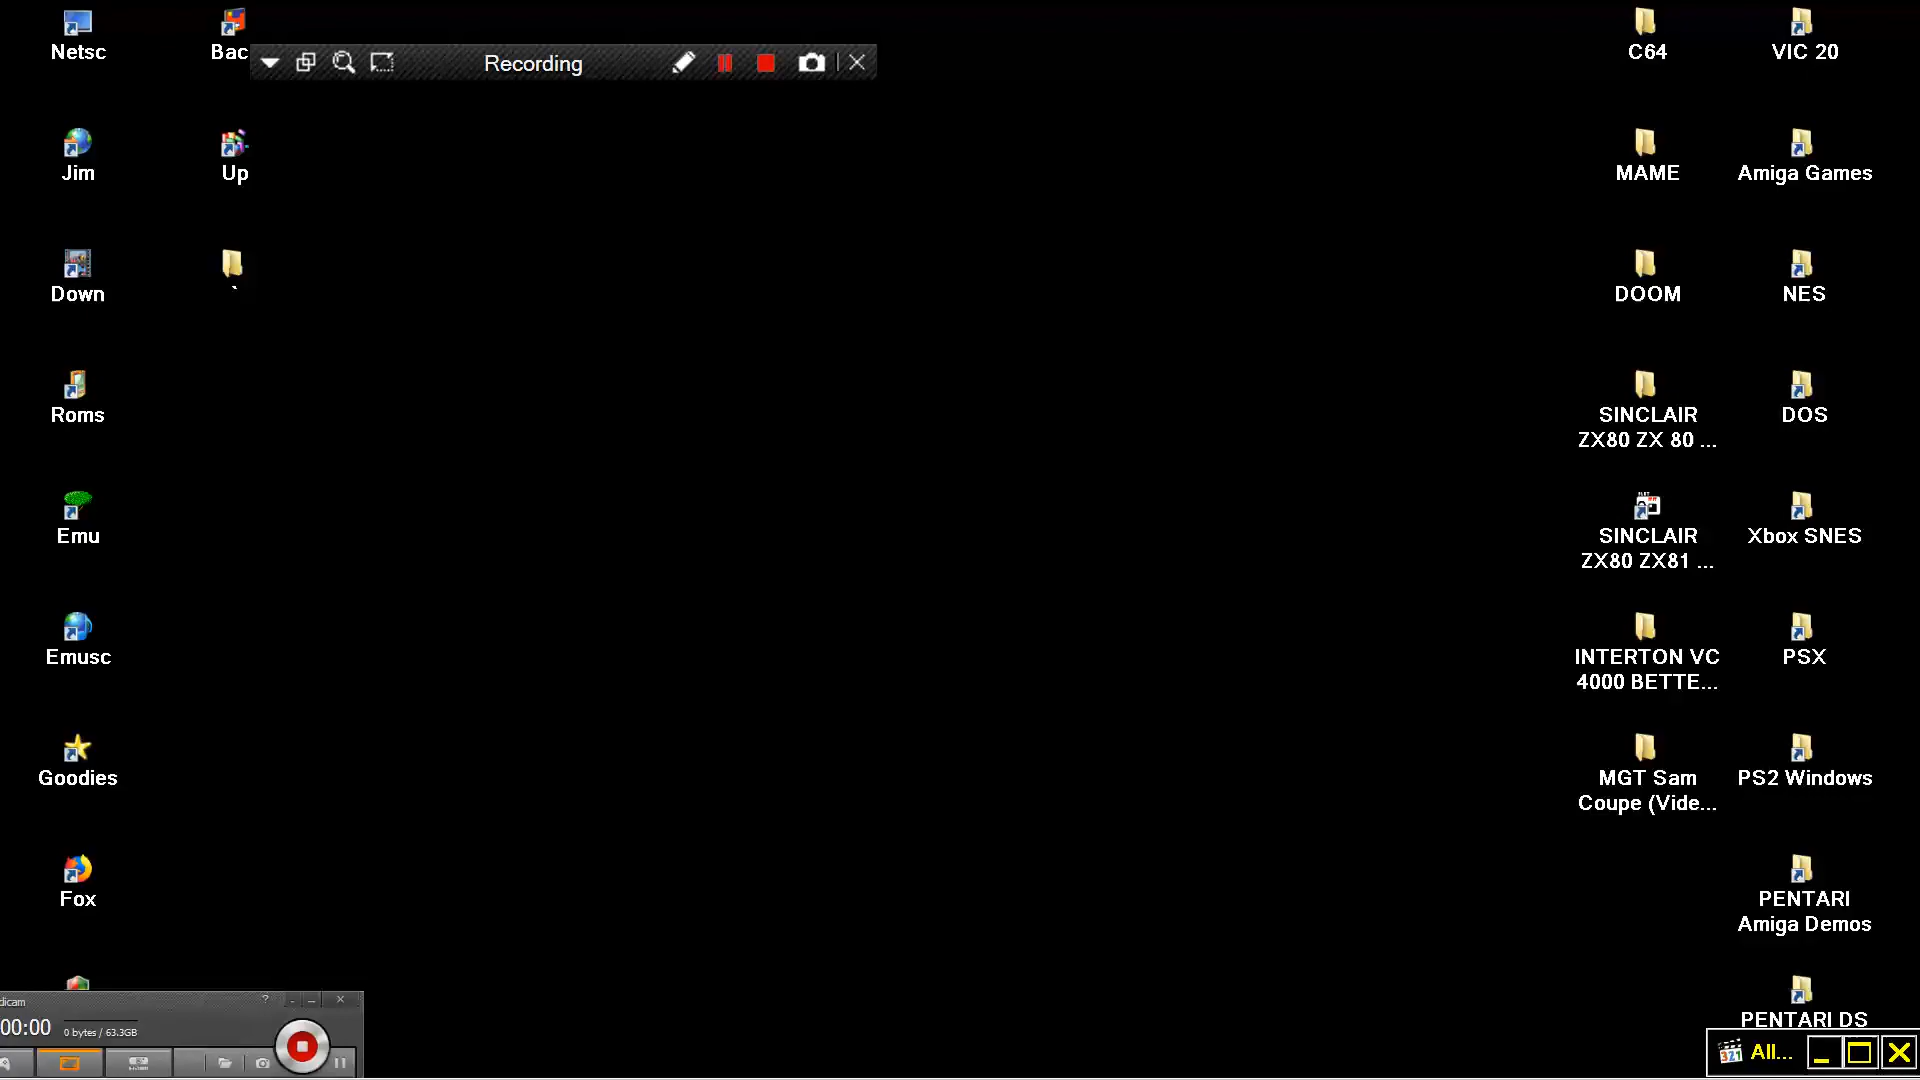 Netsc
Bac
Recording
C64
VIC 20
Jim
Up
MAME
Amiga Games
Down
`
DOOM
NES
Roms
SINCLAIR
ZX80 ZX 80 ...
DOS
Emu
SINCLAIR
ZX80 ZX81 ...
Xbox SNES
Emusc
INTERTON VC
4000 BETTE...
PSX
Goodies
MGT Sam
Coupe (Vide...
PS2 Windows
Fox
PENTARI
Amiga Demos
PENTARI DS
dicam
?
00:00
0 bytes / 63.3GB
321
All...